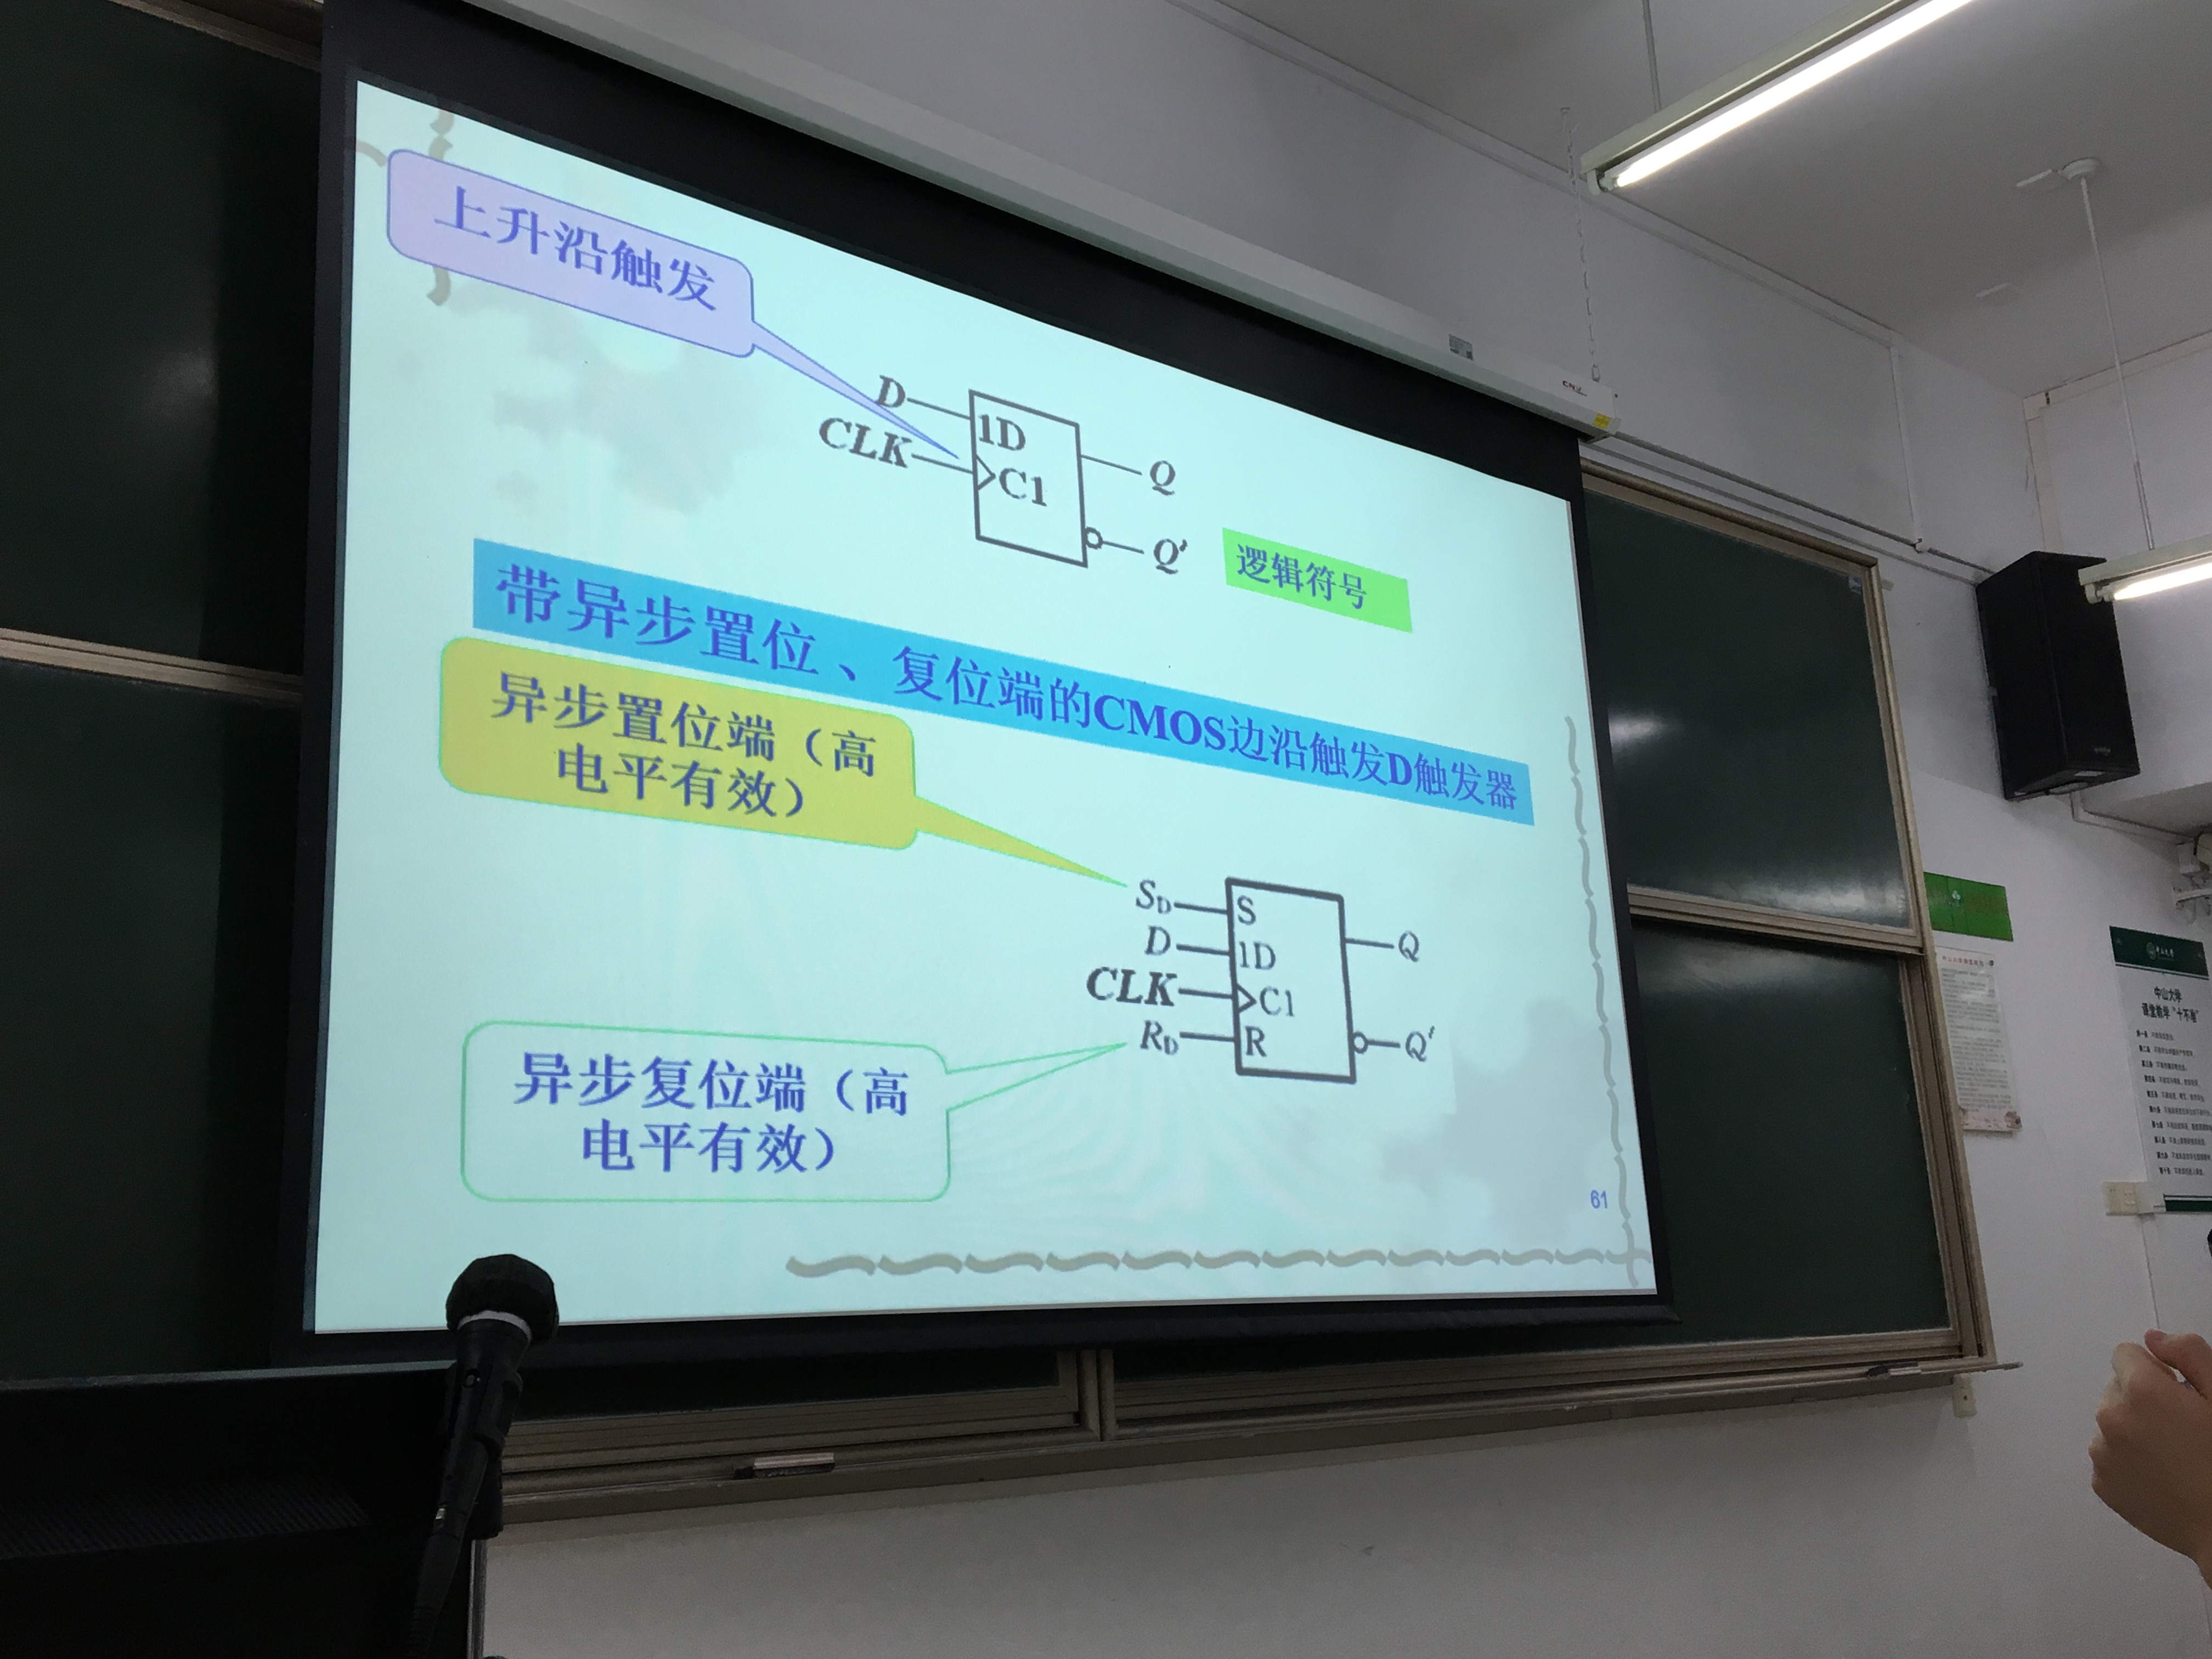 上升沿触发
D
1D
CLK
C1
Q
Q'
逻辑符号
带异步置位、复位端的CMOS边沿触发D触发器
异步置位端（高
电平有效）
S_D
S
D
1D
Q
CLK
C1
R_D
R
Q'
异步复位端（高
电平有效）
61
中山大学
课堂教学“十不准”